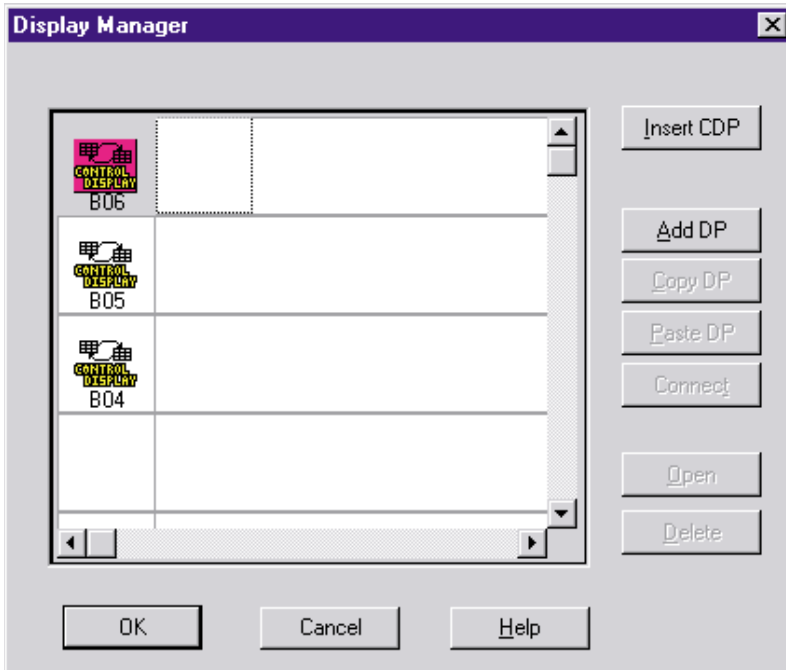 Display Manager
Insert CDP
CONTROL
DISPLAY
B06
Add DP
CONTROL
DISPLAY
B05
Copy DP
Paste DP
CONTROL
DISPLAY
B04
Connect
Open
Delete
OK
Cancel
Help